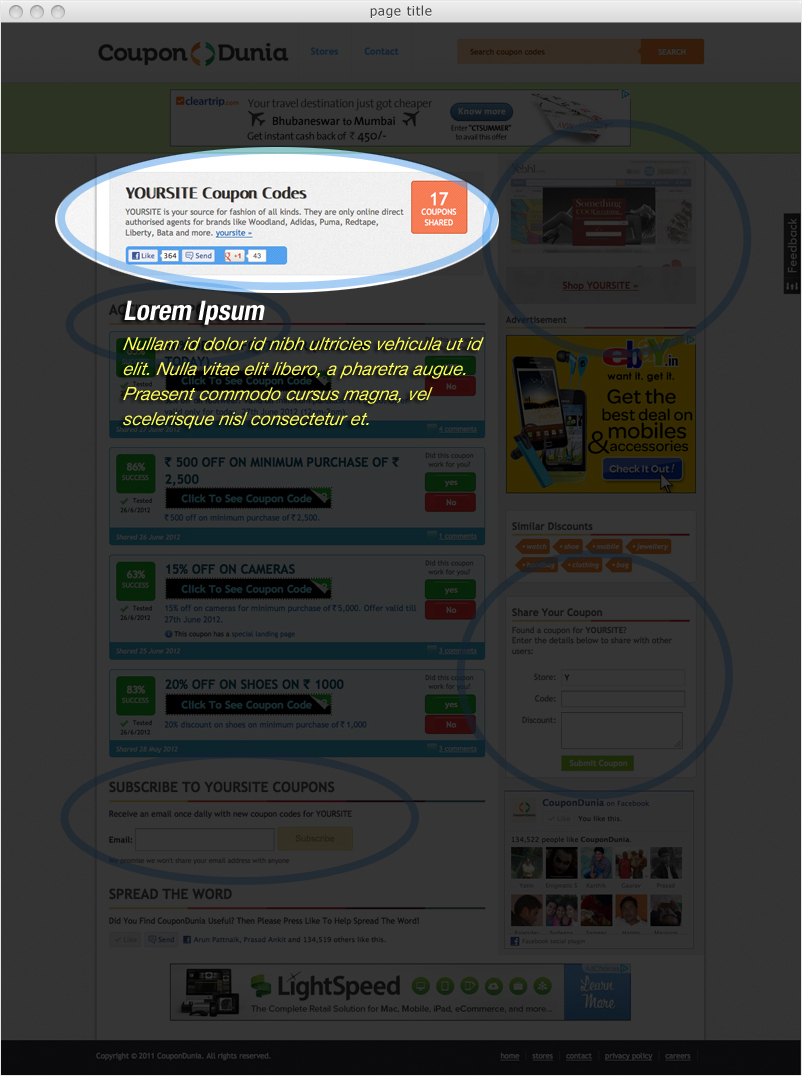 page title
Coupon Dunia
Stores
Contact
Search coupon codes
SEARCH
cleartrip.com
Your travel destination just got cheaper
Bhubaneswar to Mumbai
Get instant cash back of ₹ 450/-
Know more
Enter "CTSUMMER"
to avail this offer
YOURSITE Coupon Codes
YOURSITE is your source for fashion of all kinds. They are only online direct
authorised agents for brands like Woodland, Adidas, Puma, Redtape,
Liberty, Bata and more. yoursite »
Like 364 Send +1 43
17
COUPONS
SHARED
Something
Shop YOURSITE »
Feedback
Lorem Ipsum
Nullam id dolor id nibh ultricies vehicula ut id
elit. Nulla vitae elit libero, a pharetra augue.
Praesent commodo cursus magna, vel
scelerisque nisl consectetur et.
Click To See Coupon Code
No
Shared 27 June 2012
4 comments
Advertisement
ebay.in
want it. get it.
Get the
best deal on
mobiles
& accessories
Check It Out!
86%
SUCCESS
Tested
26/6/2012
₹ 500 OFF ON MINIMUM PURCHASE OF ₹
2,500
Click To See Coupon Code
₹ 500 off on minimum purchase of ₹ 2,500.
Did this coupon
work for you?
yes
No
Shared 26 June 2012
1 comments
63%
SUCCESS
Tested
26/6/2012
15% OFF ON CAMERAS
Click To See Coupon Code
15% off on cameras for minimum purchase of ₹ 5,000. Offer valid till
27th June 2012.
This coupon has a special landing page
Did this coupon
work for you?
yes
No
Shared 25 June 2012
3 comments
83%
SUCCESS
Tested
26/6/2012
20% OFF ON SHOES ON ₹ 1000
Click To See Coupon Code
20% discount on shoes on minimum purchase of ₹ 1,000
Did this coupon
work for you?
yes
No
Shared 28 May 2012
3 comments
Similar Discounts
watch
shoe
mobile
jewellery
handbag
clothing
bag
Share Your Coupon
Found a coupon for YOURSITE?
Enter the details below to share with other
users:
Store: Y
Code:
Discount:
Submit Coupon
SUBSCRIBE TO YOURSITE COUPONS
Receive an email once daily with new coupon codes for YOURSITE
Email:
Subscribe
We promise we won't share your email address with anyone
SPREAD THE WORD
Did You Find CouponDunia Useful? Then Please Press Like To Help Spread The Word!
Like Send Arun Pattnaik, Prasad Ankit and 134,519 others like this.
CouponDunia on Facebook
Like You like this.
134,522 people like CouponDunia.
Facebook social plugin
LightSpeed
The Complete Retail Solution for Mac, Mobile, iPad, eCommerce, and more...
Learn
More
Copyright © 2011 CouponDunia. All rights reserved.
home
stores
contact
privacy policy
careers